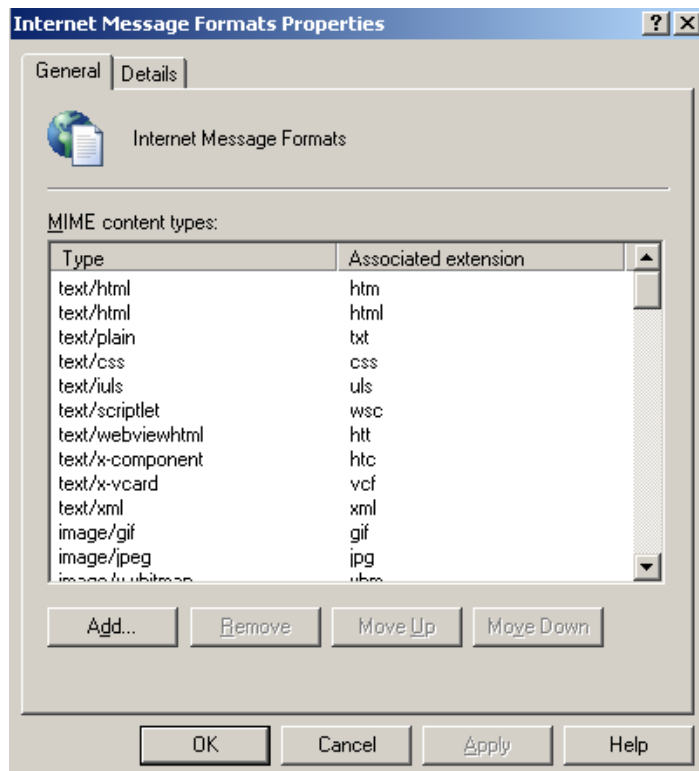 Internet Message Formats Properties
General Details
Internet Message Formats
MIME content types:
Type Associated extension
text/html htm
text/html html
text/plain txt
text/css css
text/iuls uls
text/scriptlet wsc
text/webviewhtml htt
text/x-component htc
text/x-vcard vcf
text/xml xml
image/gif gif
image/jpeg jpg
Add... Remove Move Up Move Down
OK Cancel Apply Help